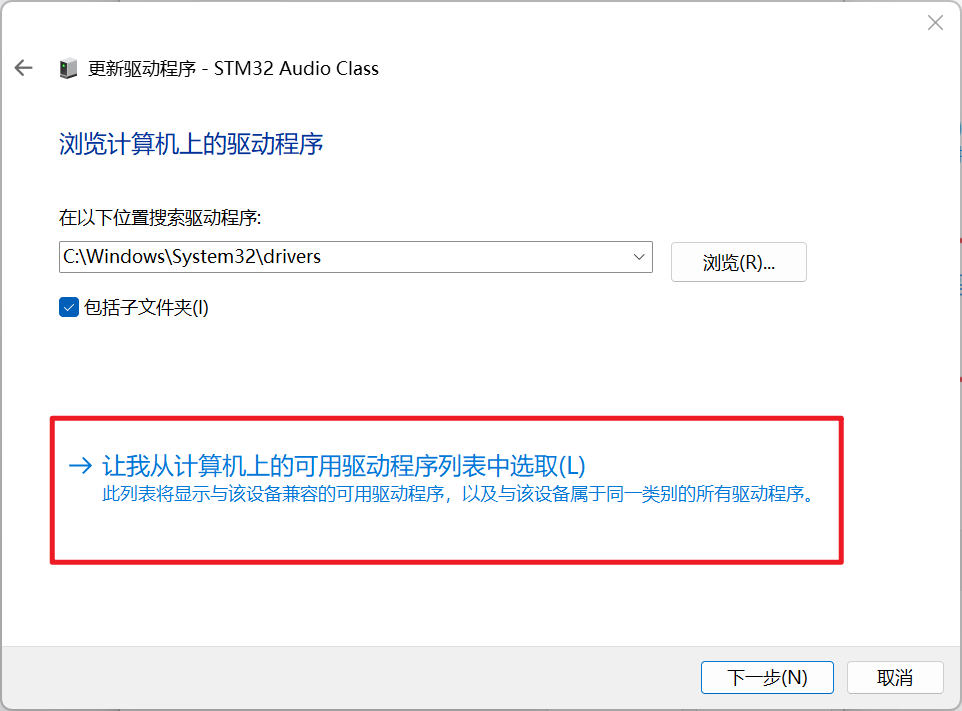 更新驱动程序 - STM32 Audio Class
浏览计算机上的驱动程序
在以下位置搜索驱动程序:
C:\Windows\System32\drivers
浏览(R)...
包括子文件夹(I)
让我从计算机上的可用驱动程序列表中选取(L)
此列表将显示与该设备兼容的可用驱动程序，以及与该设备属于同一类别的所有驱动程序。
下一步(N)
取消